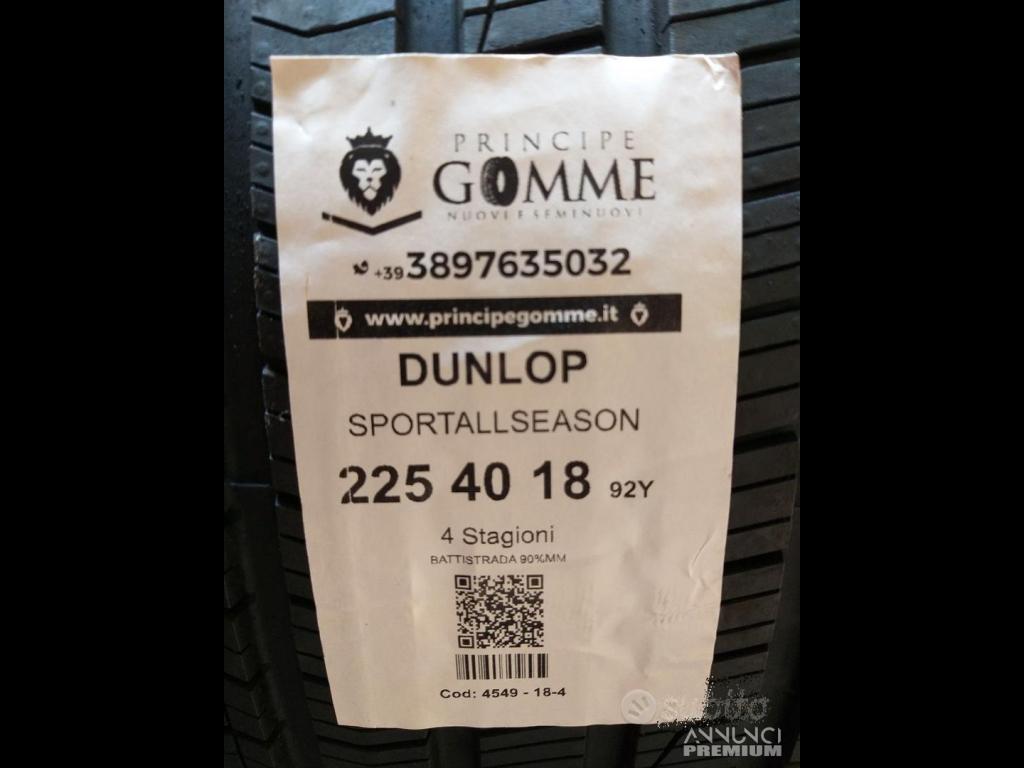 PRINCIPE
GOMME
NUOVI E SEMINUOVI
+39 3897635032
www.principegomme.it
DUNLOP
SPORTALLSEASON
225 40 18 92Y
4 Stagioni
BATTISTRADA 90%MM
Cod: 4549 - 18-4
subito
ANNUNCI
PREMIUM